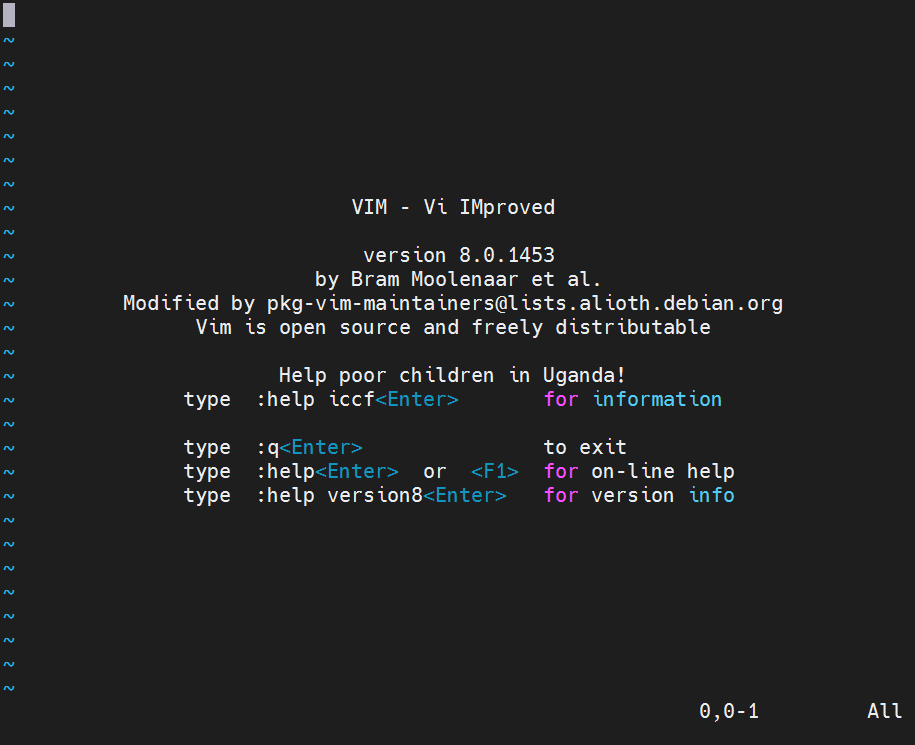 ~
~
~
~
~
~
~
~ VIM - Vi IMproved
~
~ version 8.0.1453
~ by Bram Moolenaar et al.
~ Modified by pkg-vim-maintainers@lists.alioth.debian.org
~ Vim is open source and freely distributable
~
~ Help poor children in Uganda!
~ type :help iccf<Enter> for information
~
~ type :q<Enter> to exit
~ type :help<Enter> or <F1> for on-line help
~ type :help version8<Enter> for version info
~
~
~
~
~
~
~
~
0,0-1 All